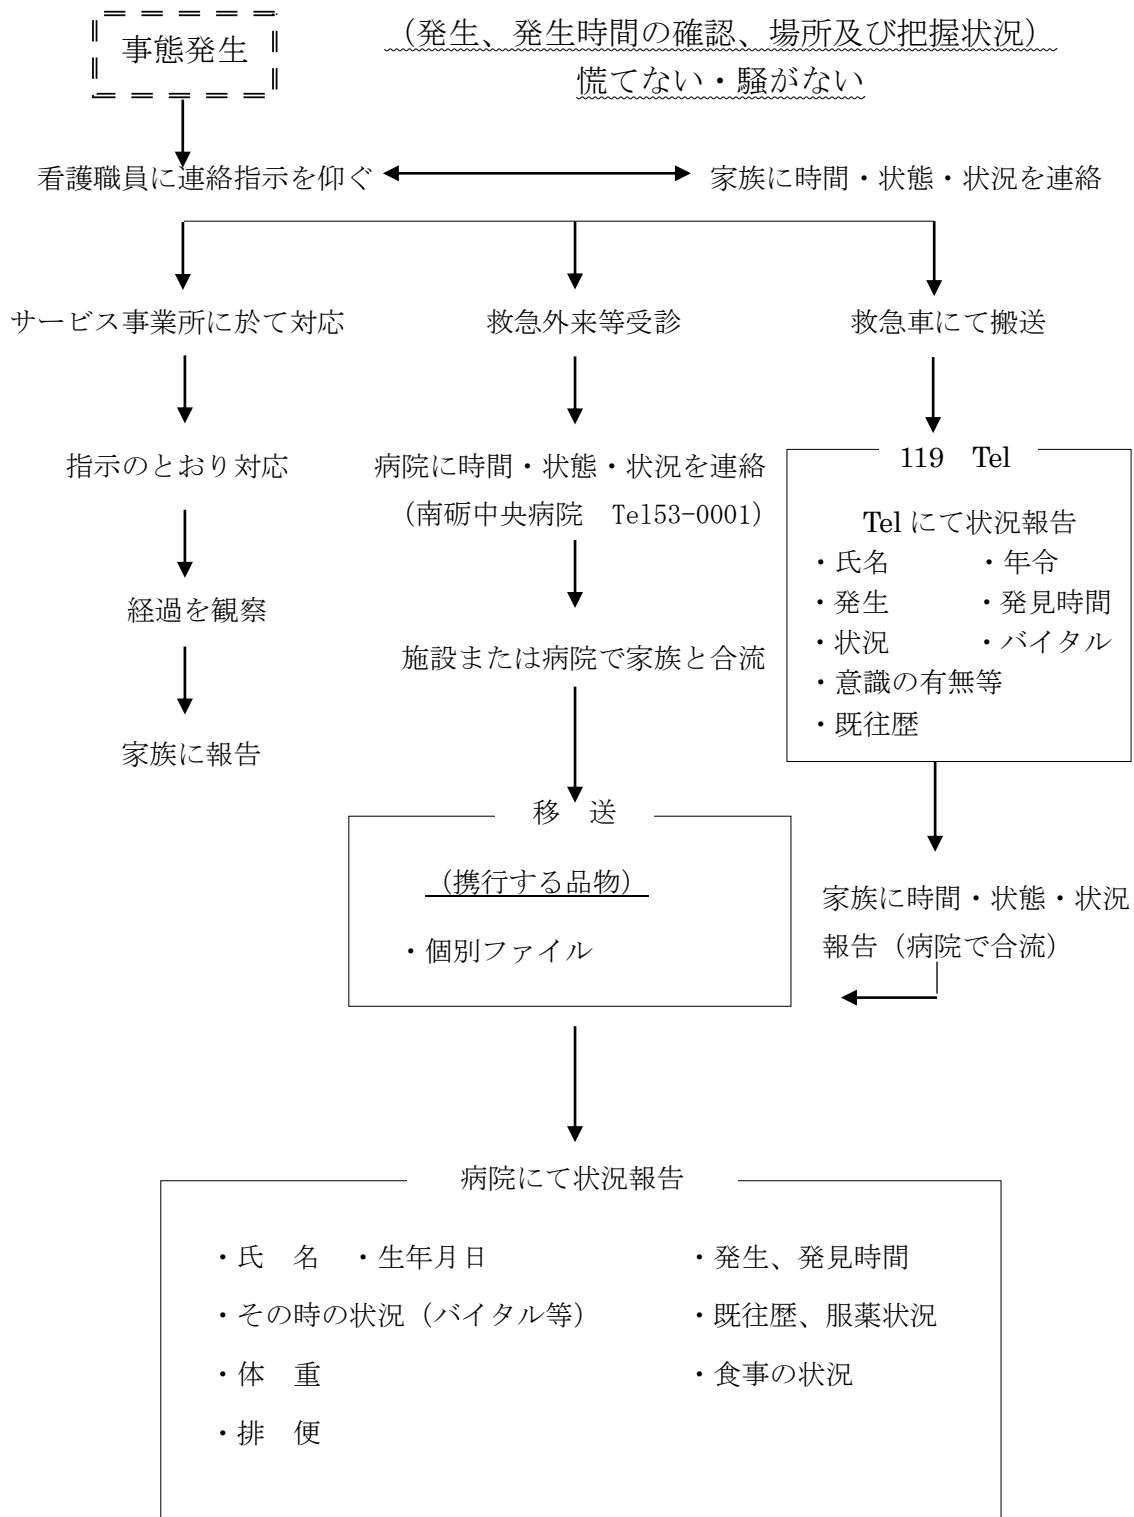 事態発生
（発生、発生時間の確認、場所及び把握状況）
慌てない・騒がない
看護職員に連絡指示を仰ぐ
家族に時間・状態・状況を連絡
サービス事業所に於て対応
救急外来等受診
救急車にて搬送
指示のとおり対応
病院に時間・状態・状況を連絡
（南砺中央病院　Tel53-0001）
119　Tel
Tel にて状況報告
・氏名　・年令
・発生　・発見時間
・状況　・バイタル
・意識の有無等
・既往歴
経過を観察
施設または病院で家族と合流
家族に報告
移　送
（携行する品物）
・個別ファイル
家族に時間・状態・状況
報告（病院で合流）
病院にて状況報告
・氏　名　・生年月日　・発生、発見時間
・その時の状況（バイタル等）　・既往歴、服薬状況
・体　重　・食事の状況
・排　便